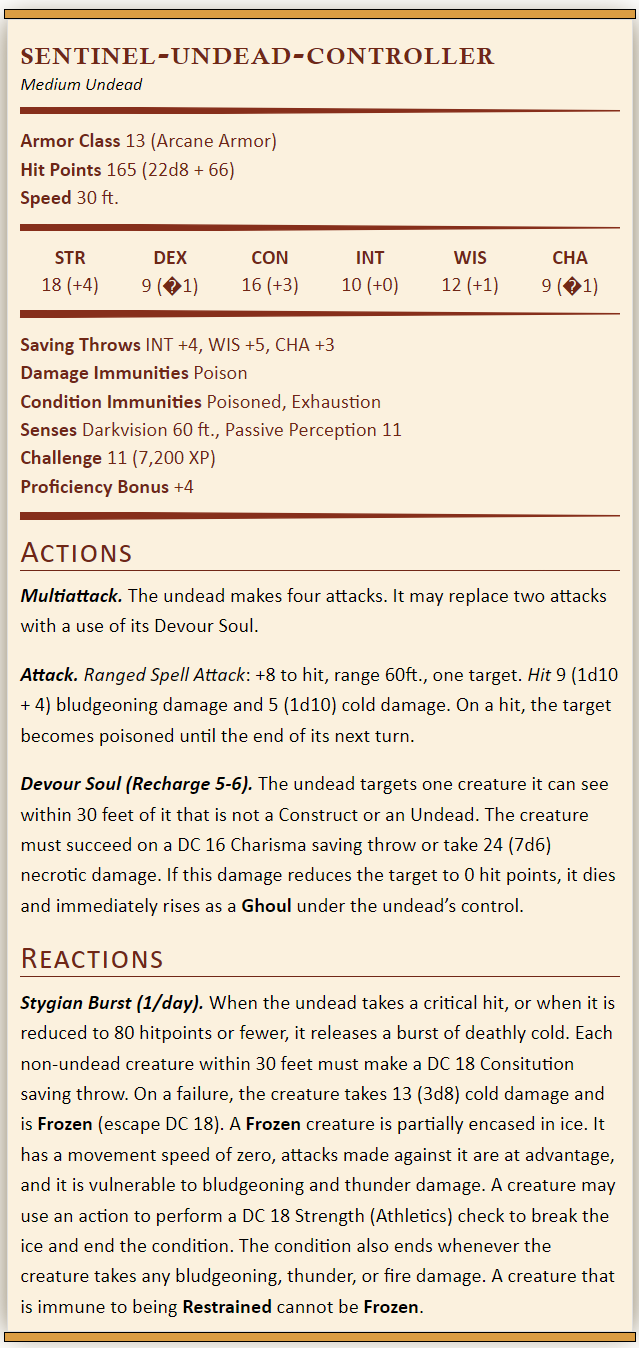 SENTINEL-UNDEAD-CONTROLLER
Medium Undead
Armor Class 13 (Arcane Armor)
Hit Points 165 (22d8 + 66)
Speed 30 ft.
STR DEX CON INT WIS CHA
18 (+4) 9 (�1) 16 (+3) 10 (+0) 12 (+1) 9 (�1)
Saving Throws INT +4, WIS +5, CHA +3
Damage Immunities Poison
Condition Immunities Poisoned, Exhaustion
Senses Darkvision 60 ft., Passive Perception 11
Challenge 11 (7,200 XP)
Proficiency Bonus +4
ACTIONS
Multiattack. The undead makes four attacks. It may replace two attacks
with a use of its Devour Soul.
Attack. Ranged Spell Attack: +8 to hit, range 60ft., one target. Hit 9 (1d10
+ 4) bludgeoning damage and 5 (1d10) cold damage. On a hit, the target
becomes poisoned until the end of its next turn.
Devour Soul (Recharge 5-6). The undead targets one creature it can see
within 30 feet of it that is not a Construct or an Undead. The creature
must succeed on a DC 16 Charisma saving throw or take 24 (7d6)
necrotic damage. If this damage reduces the target to 0 hit points, it dies
and immediately rises as a Ghoul under the undead’s control.
REACTIONS
Stygian Burst (1/day). When the undead takes a critical hit, or when it is
reduced to 80 hitpoints or fewer, it releases a burst of deathly cold. Each
non-undead creature within 30 feet must make a DC 18 Consitution
saving throw. On a failure, the creature takes 13 (3d8) cold damage and
is Frozen (escape DC 18). A Frozen creature is partially encased in ice. It
has a movement speed of zero, attacks made against it are at advantage,
and it is vulnerable to bludgeoning and thunder damage. A creature may
use an action to perform a DC 18 Strength (Athletics) check to break the
ice and end the condition. The condition also ends whenever the
creature takes any bludgeoning, thunder, or fire damage. A creature that
is immune to being Restrained cannot be Frozen.